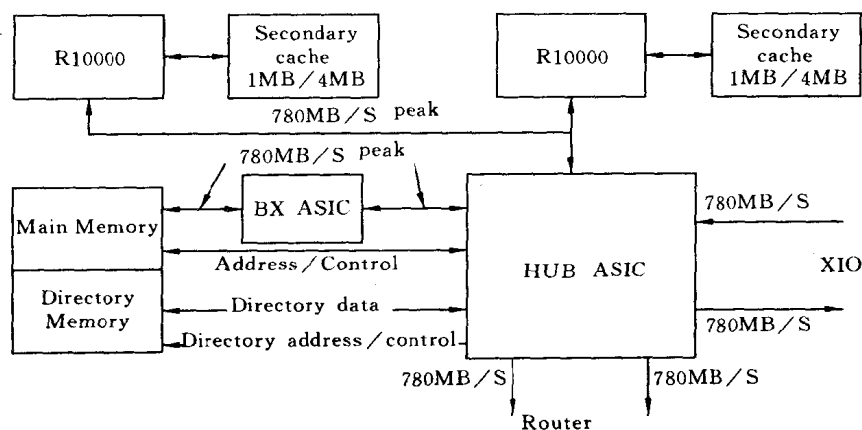 R10000
Secondary
cache
1MB/4MB
R10000
Secondary
cache
1MB/4MB
780MB/S peak
780MB/S peak
Main Memory
BX ASIC
Address/Control
HUB ASIC
780MB/S
XIO
780MB/S
Directory
Memory
Directory data
Directory address/control
780MB/S
780MB/S
Router